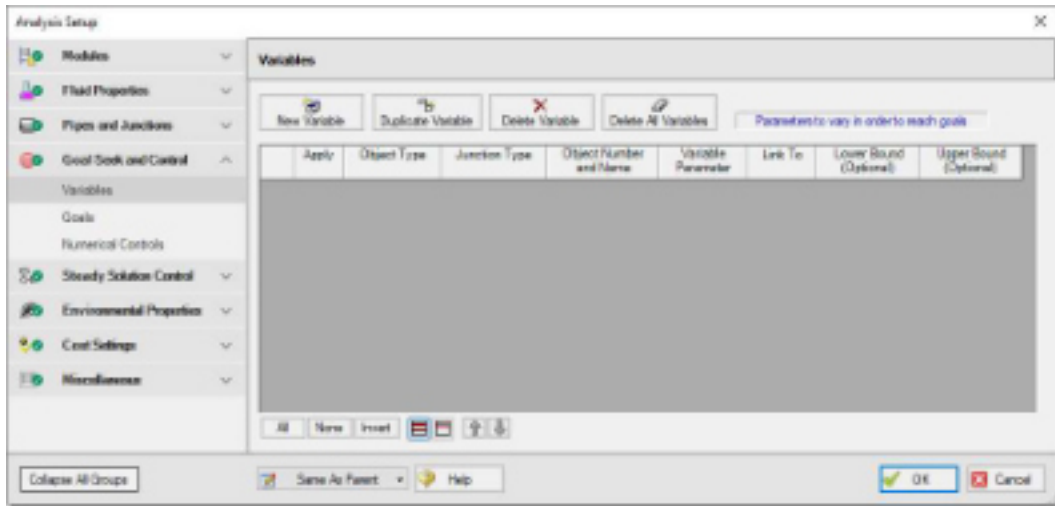 Analysis Setup
Modules
Fluid Properties
Pipes and Junctions
Goal Seek and Control
Variables
Goals
Numerical Controls
Steady Solution Control
Environmental Properties
Cost Settings
Miscellaneous
Collapse All Groups
Variables
New Variable Duplicate Variable Delete Variable Delete All Variables Parameters to vary in order to reach goals
Apply Object Type Junction Type Object Number and Name Variable Parameter Link To Lower Bound (Optional) Upper Bound (Optional)
All None Invert
Same As Parent Help OK Cancel